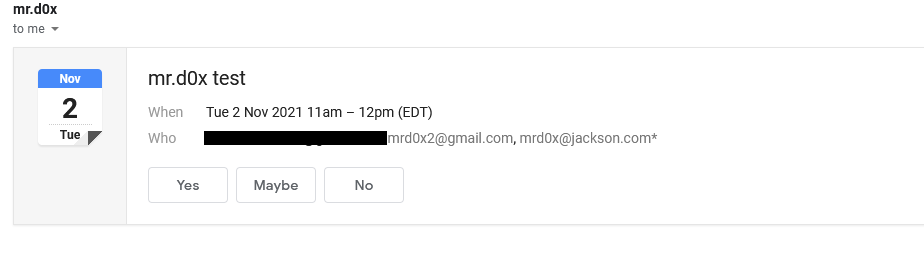 mr.d0x
to me
Nov
2
Tue
mr.d0x test
When Tue 2 Nov 2021 11am – 12pm (EDT)
Who mrd0x2@gmail.com, mrd0x@jackson.com*
Yes Maybe No